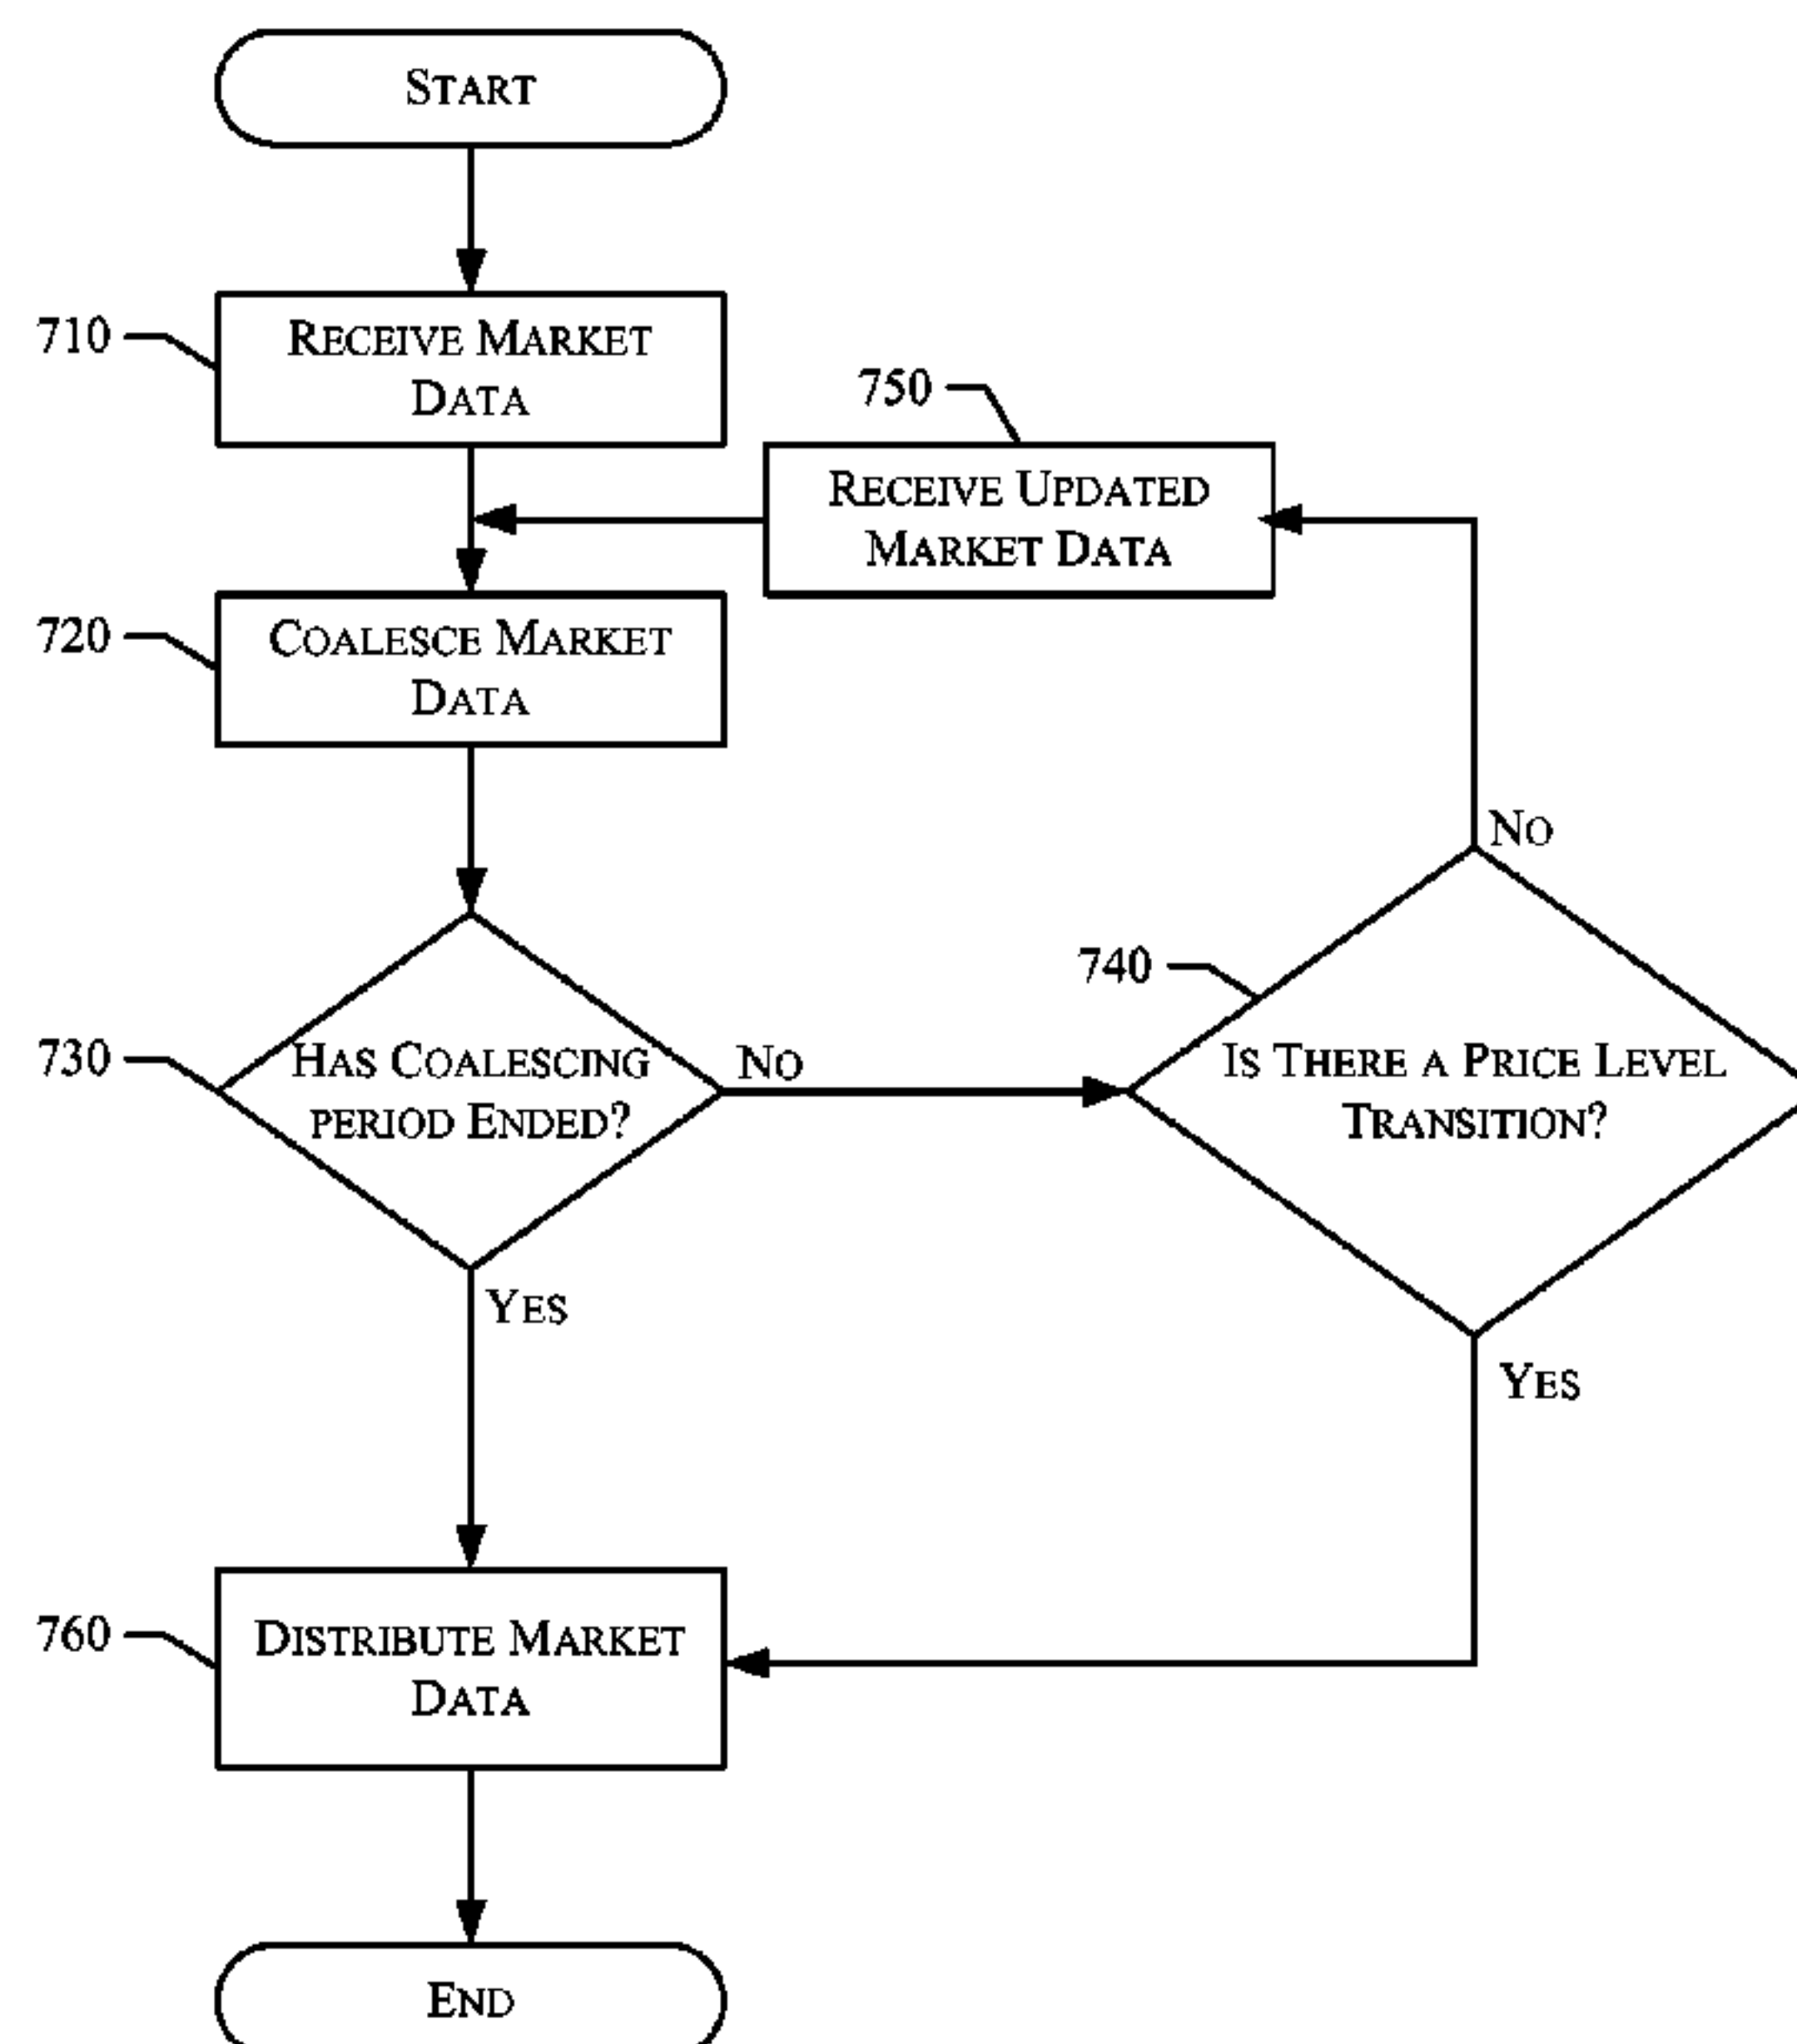 START
710
RECEIVE MARKET
DATA
750
RECEIVE UPDATED
MARKET DATA
720
COALESCE MARKET
DATA
NO
740
730
HAS COALESCING
PERIOD ENDED?
NO
IS THERE A PRICE LEVEL
TRANSITION?
YES
YES
760
DISTRIBUTE MARKET
DATA
END